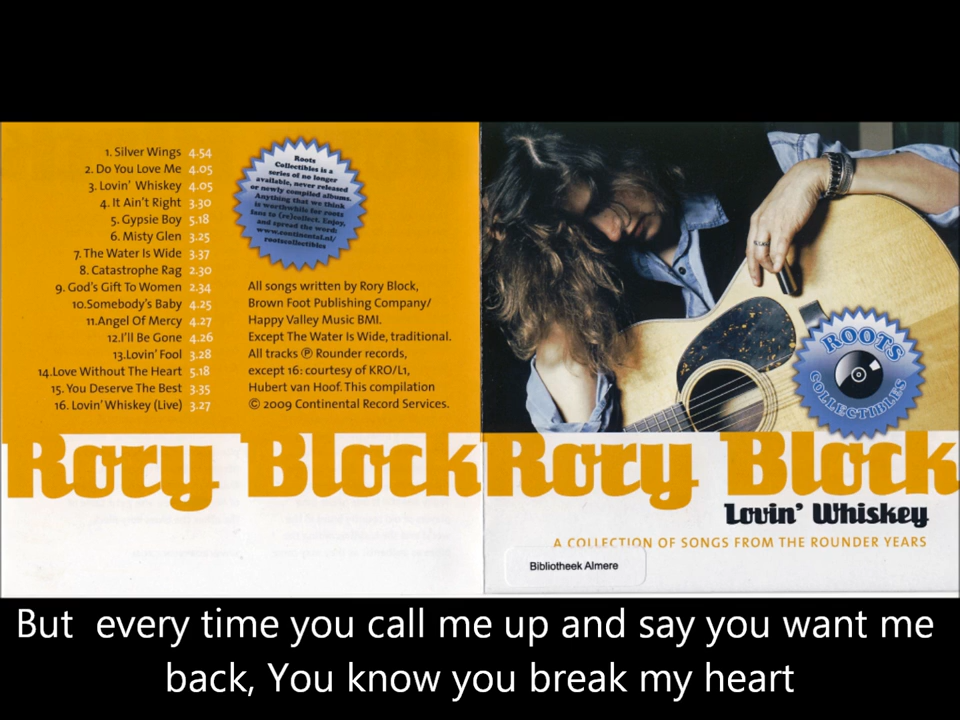 1. Silver Wings 4.54
2. Do You Love Me 4.05
3. Lovin' Whiskey 4.05
4. It Ain't Right 3.30
5. Gypsie Boy 5.18
6. Misty Glen 3.25
7. The Water Is Wide 3.37
8. Catastrophe Rag 2.30
9. God's Gift To Women 2.34
10.Somebody's Baby 4.25
11.Angel Of Mercy 4.27
12.I'll Be Gone 4.26
13.Lovin' Fool 3.28
14.Love Without The Heart 5.18
15. You Deserve The Best 3.35
16. Lovin' Whiskey (Live) 3.27
Roots
Collectibles is a
series of no longer
available, never released
or newly compiled albums.
Anything that we think
is worthwhile for roots
fans to (re)collect. Enjoy,
and spread the word:
www.continental.nl/
rootscollectibles
All songs written by Rory Block,
Brown Foot Publishing Company/
Happy Valley Music BMI.
Except The Water Is Wide, traditional.
All tracks ℗ Rounder records,
except 16: courtesy of KRO/L1,
Hubert van Hoof. This compilation
© 2009 Continental Record Services.
Rory Block
ROOTS
COLLECTIBLES
Rory Block
Lovin' Whiskey
A COLLECTION OF SONGS FROM THE ROUNDER YEARS
Bibliotheek Almere
But  every time you call me up and say you want me
back, You know you break my heart